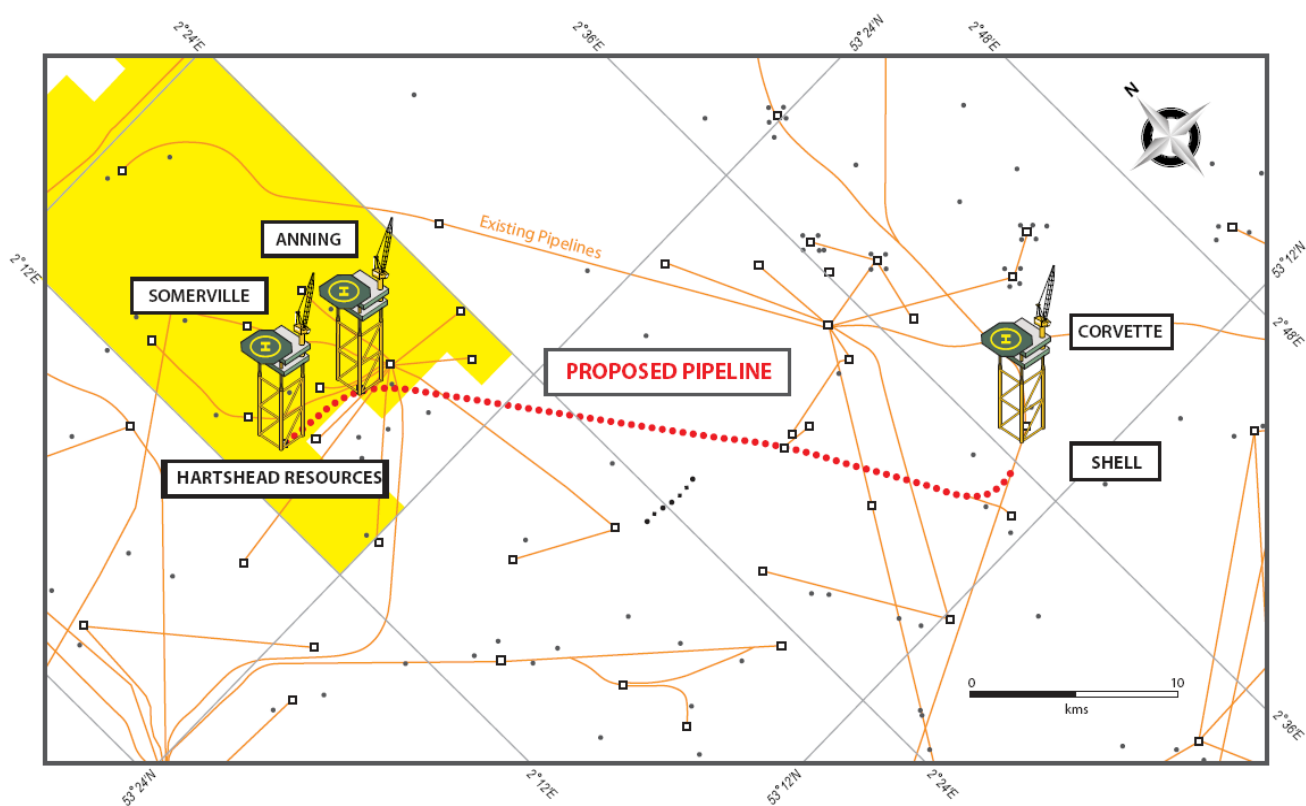 2°24'E
2°36'E
53°24'N
2°48'E
N
ANNING
Existing Pipelines
2°12'E
SOMERVILLE
53°12'N
H
H
H
CORVETTE
2°48'E
PROPOSED PIPELINE
HARTSHEAD RESOURCES
SHELL
0 10
kms
2°36'E
53°24'N
2°12'E
53°12'N
2°24'E